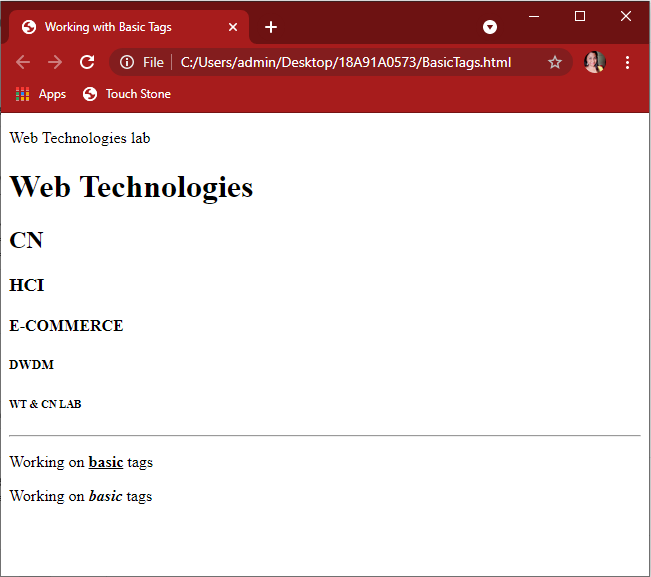 Working with Basic Tags
File C:/Users/admin/Desktop/18A91A0573/BasicTags.html
Apps Touch Stone
Web Technologies lab
Web Technologies
CN
HCI
E-COMMERCE
DWDM
WT & CN LAB
Working on basic tags
Working on basic tags